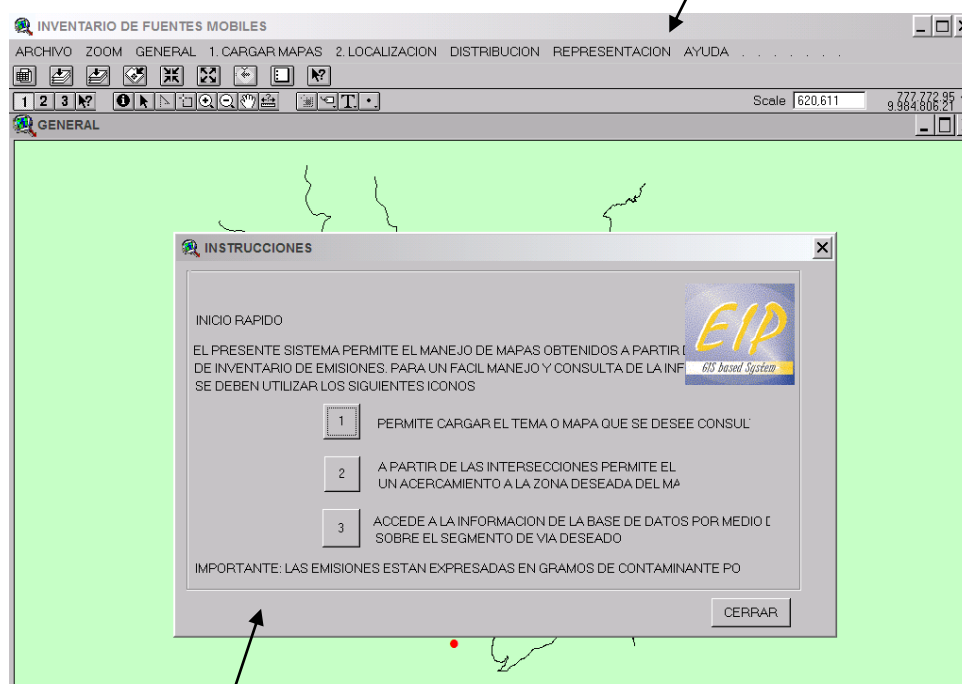 INVENTARIO DE FUENTES MOBILES
ARCHIVO ZOOM GENERAL 1. CARGAR MAPAS 2. LOCALIZACION DISTRIBUCION REPRESENTACION AYUDA . . . . . . .
1 2 3 T Scale 620,611 777.772.95
9.984.806.21
GENERAL
INSTRUCCIONES
EIP
GIS based System
INICIO RAPIDO
EL PRESENTE SISTEMA PERMITE EL MANEJO DE MAPAS OBTENIDOS A PARTIR
DE INVENTARIO DE EMISIONES. PARA UN FACIL MANEJO Y CONSULTA DE LA INF
SE DEBEN UTILIZAR LOS SIGUIENTES ICONOS
1 PERMITE CARGAR EL TEMA O MAPA QUE SE DESEE CONSUL
2 A PARTIR DE LAS INTERSECCIONES PERMITE EL
UN ACERCAMIENTO A LA ZONA DESEADA DEL MA
3 ACCEDE A LA INFORMACION DE LA BASE DE DATOS POR MEDIO D
SOBRE EL SEGMENTO DE VIA DESEADO
IMPORTANTE: LAS EMISIONES ESTAN EXPRESADAS EN GRAMOS DE CONTAMINANTE PO
CERRAR